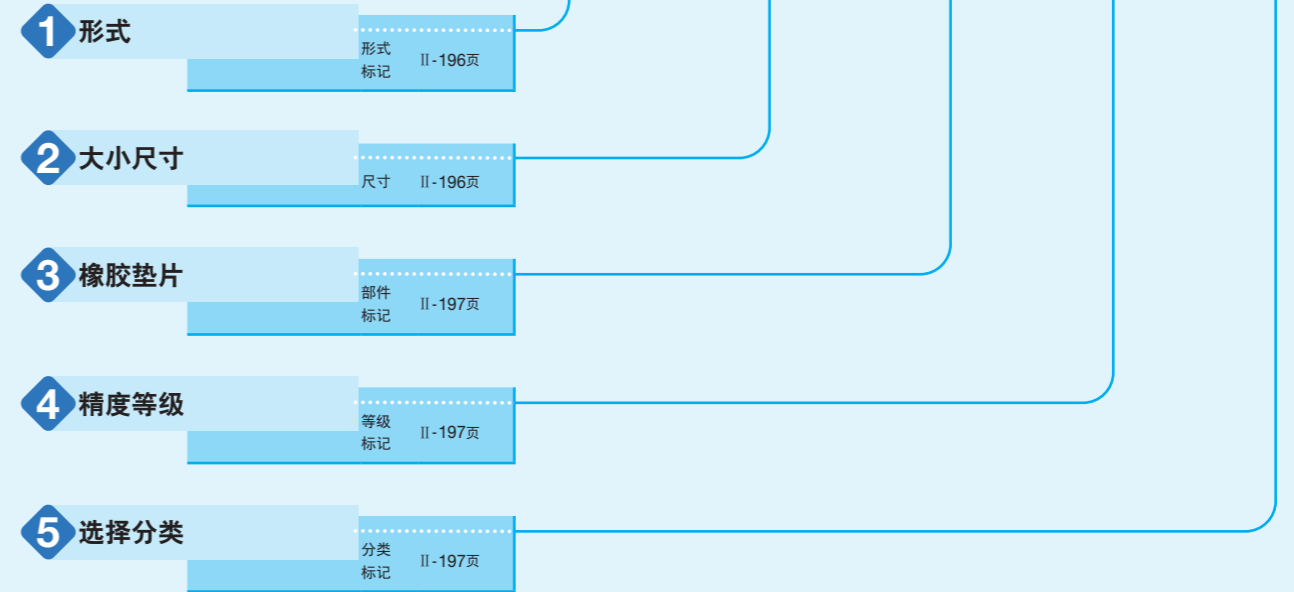 1 形式
形式
标记
Ⅱ-196页
2 大小尺寸
尺寸 Ⅱ-196页
3 橡胶垫片
部件
标记
Ⅱ-197页
4 精度等级
等级
标记
Ⅱ-197页
5 选择分类
分类
标记
Ⅱ-197页